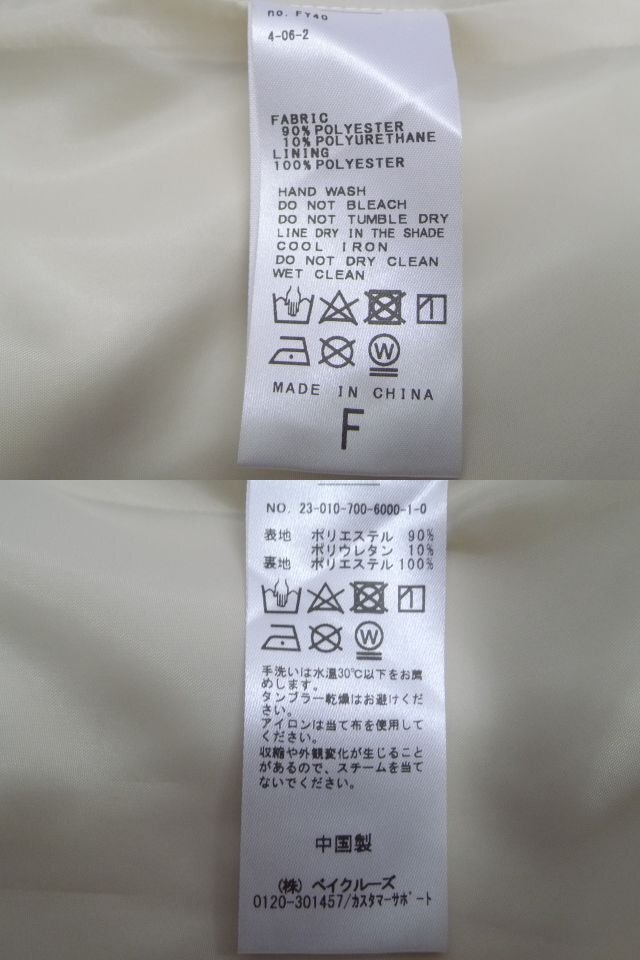 no. FY40
4-06-2
FABRIC
90% POLYESTER
10% POLYURETHANE
LINING
100% POLYESTER
HAND WASH
DO NOT BLEACH
DO NOT TUMBLE DRY
LINE DRY IN THE SHADE
COOL IRON
DO NOT DRY CLEAN
WET CLEAN
W
MADE IN CHINA
F
NO. 23-010-700-6000-1-0
表地 ポリエステル 90%
ポリウレタン 10%
裏地 ポリエステル 100%
W
手洗いは水温30℃以下をお薦
めします。
タンブラー乾燥はお避けくだ
さい。
アイロンは当て布を使用して
ください。
収縮や外観変化が生じること
があるので、スチームを当て
ないでください。
中国製
(株) ベイクルーズ
0120-301457/カスタマーサポート